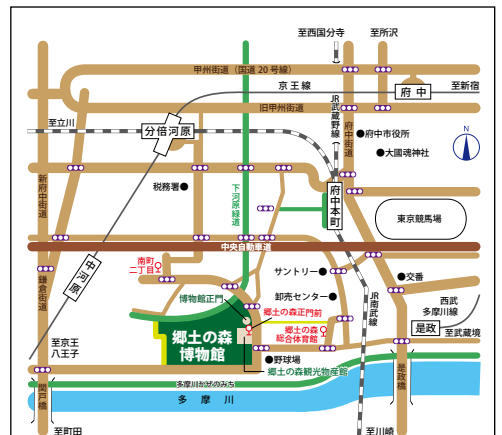 至西国分寺
至所沢
甲州街道（国道20号線）
京王線
府中
至新宿
旧甲州街道
至立川
分倍河原
JR武蔵野線
府中街道
府中市役所
大國魂神社
N
新府中街道
税務署
下河原緑道
府中本町
東京競馬場
中央自動車道
中河原
南町
二丁目
サントリー
交番
鎌倉街道
博物館正門
卸売センター
JR南武線
西武
多摩川線
郷土の森正門前
是政
至武蔵境
郷土の森
博物館
郷土の森
総合体育館
至京王
八王子
野球場
郷土の森観光物産館
関戸橋
多摩川かぜのみち
多摩川
是政橋
至町田
至川崎